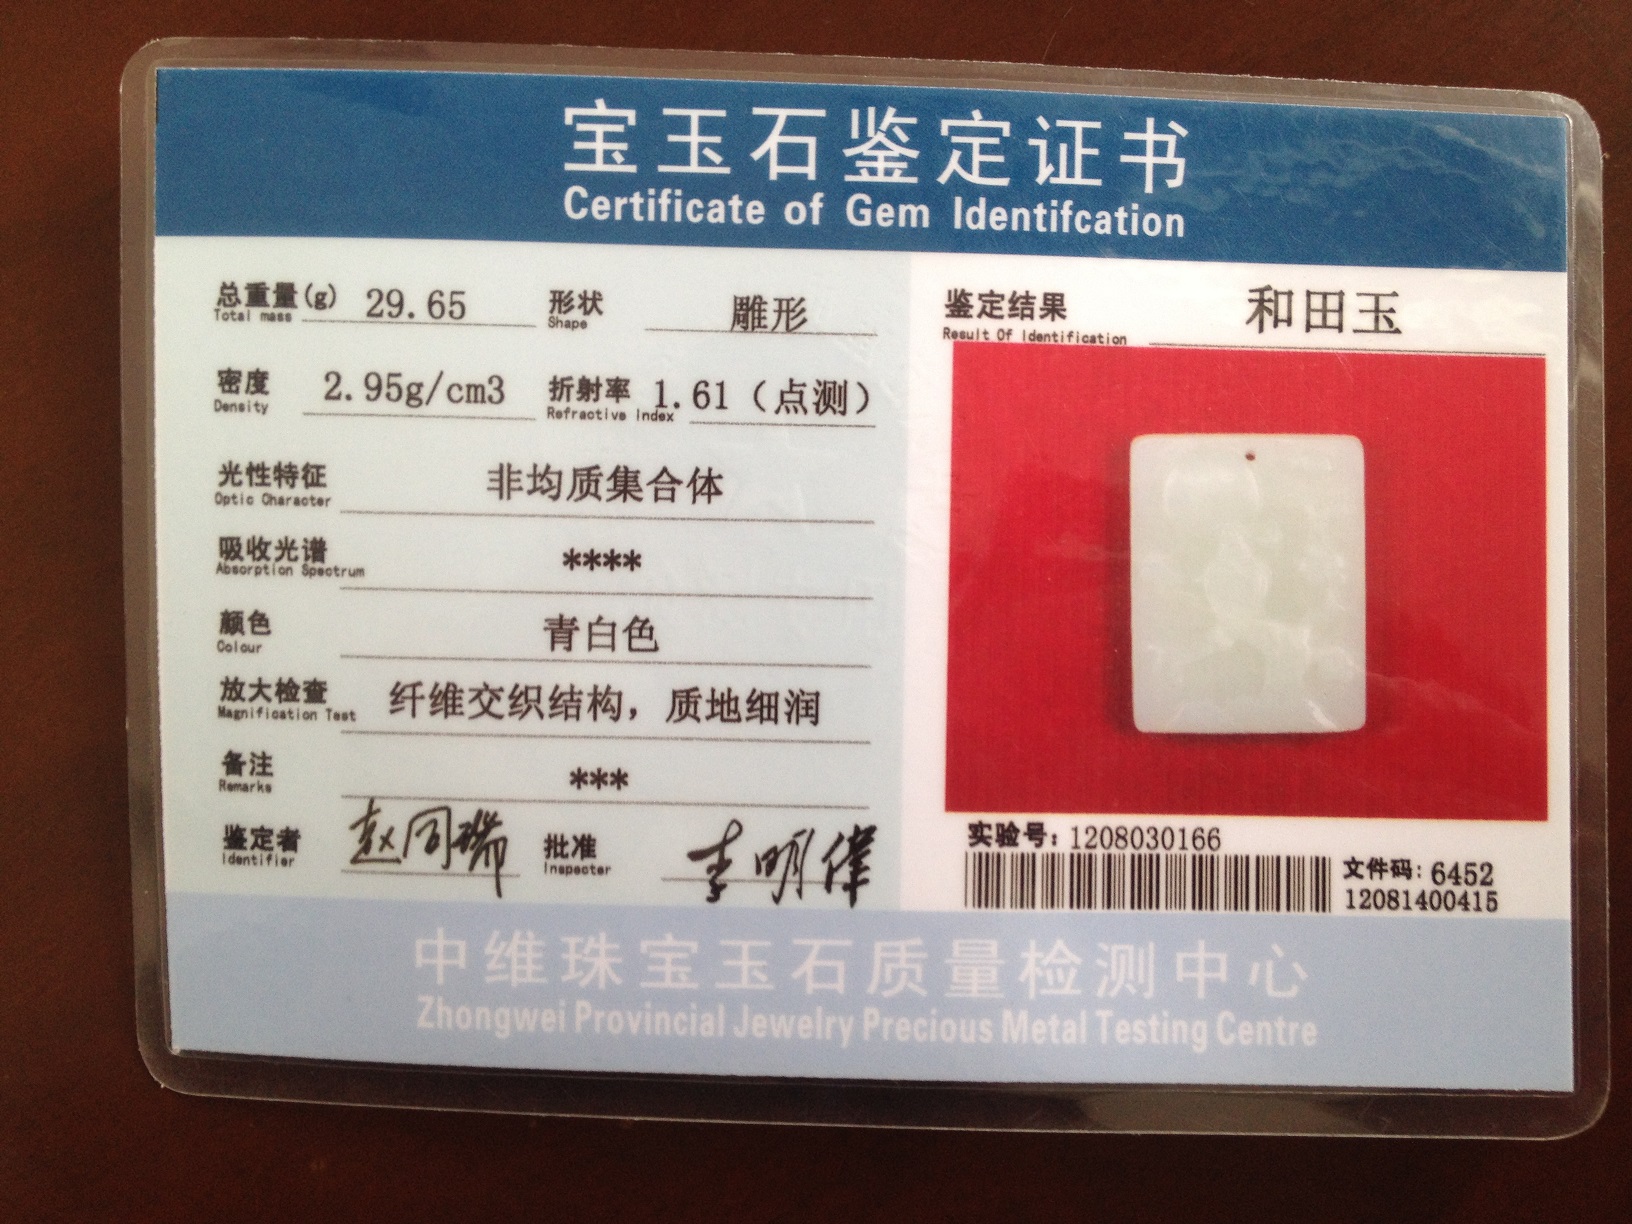 宝玉石鉴定证书
Certificate of Gem Identifcation
总重量(g) 29.65 形状 雕形
Total mass Shape
密度 2.95g/cm3 折射率 1.61（点测）
Density Refractive Index
光性特征 非均质集合体
Optic Character
吸收光谱 ****
Absorption Spectrum
颜色 青白色
Colour
放大检查 纤维交织结构，质地细润
Magnification Test
备注 ***
Remarks
鉴定者 赵同瑞 批准 李明伟
Identifier Inspecter
鉴定结果 和田玉
Result Of Identification
实验号：1208030166
文件码：6452
12081400415
中维珠宝玉石质量检测中心
Zhongwei Provincial Jewelry Precious Metal Testing Centre